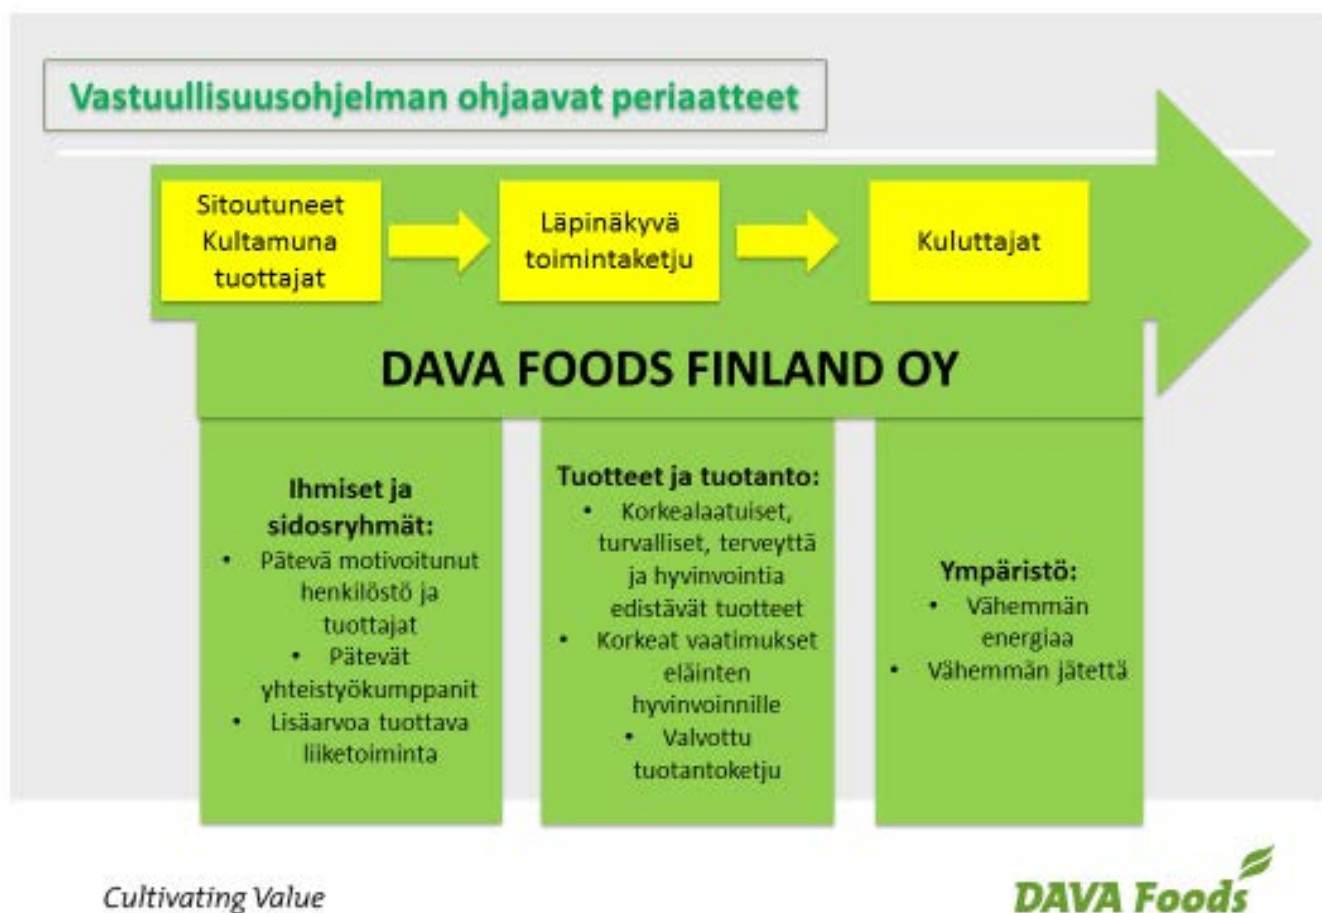 Vastuullisuusohjelman ohjaavat periaatteet
Sitoutuneet
Kultamuna
tuottajat
Läpinäkyvä
toimintaketju
Kuluttajat
DAVA FOODS FINLAND OY
Ihmiset ja
sidosryhmät:
• Pätevä motivoitunut
henkilöstö ja
tuottajat
• Pätevät
yhteistyökumppanit
• Lisäarvoa tuottava
liiketoiminta
Tuotteet ja tuotanto:
• Korkealaatuiset,
turvalliset, terveyttä
ja hyvinvointia
edistävät tuotteet
• Korkeat vaatimukset
eläinten
hyvinvoinnille
• Valvottu
tuotantoketju
Ympäristö:
• Vähemmän
energiaa
• Vähemmän jätettä
Cultivating Value
DAVA Foods